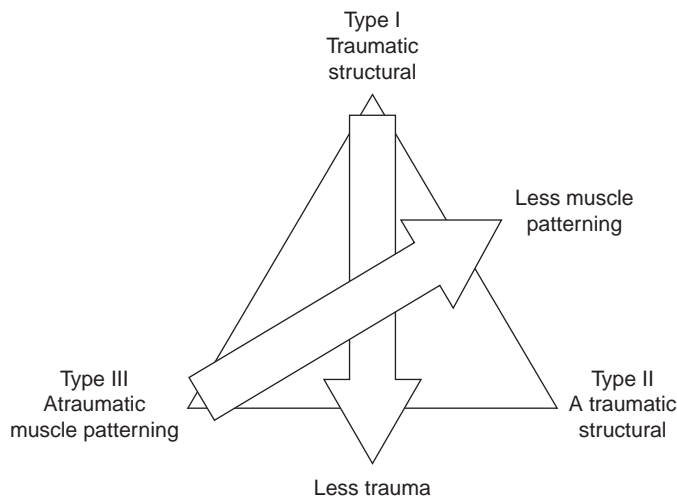 Type I
Traumatic
structural
Less muscle
patterning
Type III
Atraumatic
muscle patterning
Type II
A traumatic
structural
Less trauma